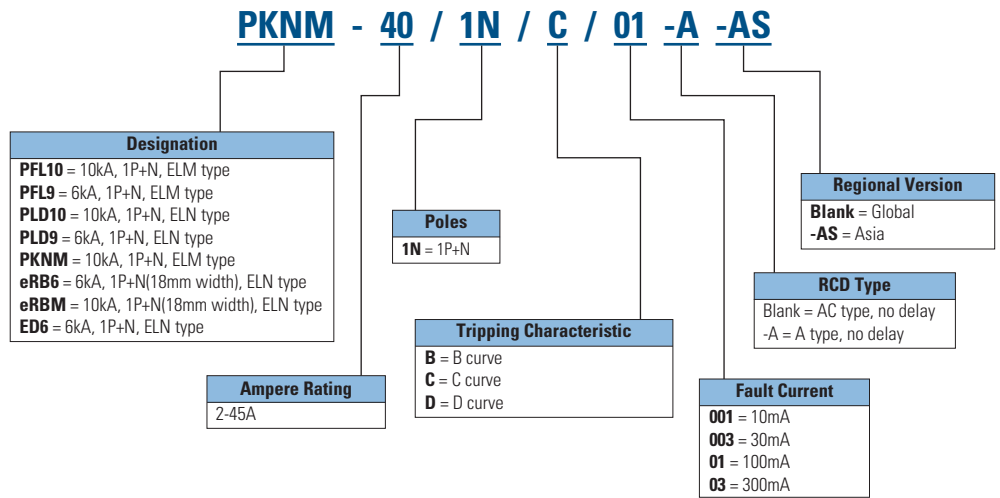 PKNM - 40 / 1N / C / 01 -A -AS
Designation
PFL10 = 10kA, 1P+N, ELM type
PFL9 = 6kA, 1P+N, ELM type
PLD10 = 10kA, 1P+N, ELN type
PLD9 = 6kA, 1P+N, ELN type
PKNM = 10kA, 1P+N, ELM type
eRB6 = 6kA, 1P+N(18mm width), ELN type
eRBM = 10kA, 1P+N(18mm width), ELN type
ED6 = 6kA, 1P+N, ELN type
Ampere Rating
2-45A
Poles
1N = 1P+N
Tripping Characteristic
B = B curve
C = C curve
D = D curve
Fault Current
001 = 10mA
003 = 30mA
01 = 100mA
03 = 300mA
RCD Type
Blank = AC type, no delay
-A = A type, no delay
Regional Version
Blank = Global
-AS = Asia